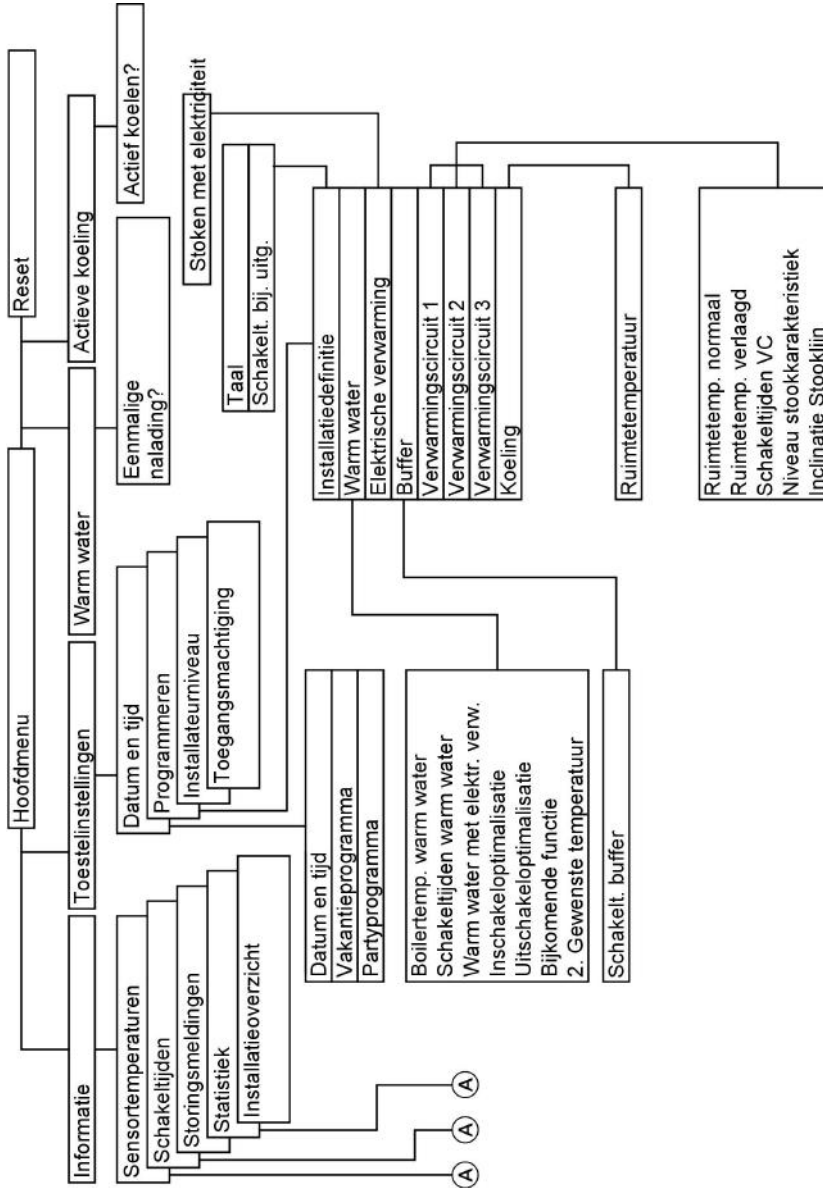 Hoofdmenu
Reset
Informatie
Toestelinstellingen
Warm water
Actieve koeling
Sensortemperaturen
Schakeltijden
Storingsmeldingen
Statistiek
Installatieoverzicht
Datum en tijd
Programmeren
Installateurniveau
Toegangsmachtiging
Eenmalige
nalading?
Actief koelen?
Datum en tijd
Vakantieprogramma
Partyprogramma
Taal
Schakelt. bij. uitg.
Stoken met elektriciteit
Installatiedefinitie
Warm water
Elektrische verwarming
Buffer
Verwarmingscircuit 1
Verwarmingscircuit 2
Verwarmingscircuit 3
Koeling
Boilertemp. warm water
Schakeltijden warm water
Warm water met elektr. verw.
Inschakeloptimalisatie
Uitschakeloptimalisatie
Bijkomende functie
2. Gewenste temperatuur
Schakelt. buffer
Ruimtetemperatuur
Ruimtetemp. normaal
Ruimtetemp. verlaagd
Schakeltijden VC
Niveau stookkarakteristiek
Inclinatie Stooklijn
A
A
A